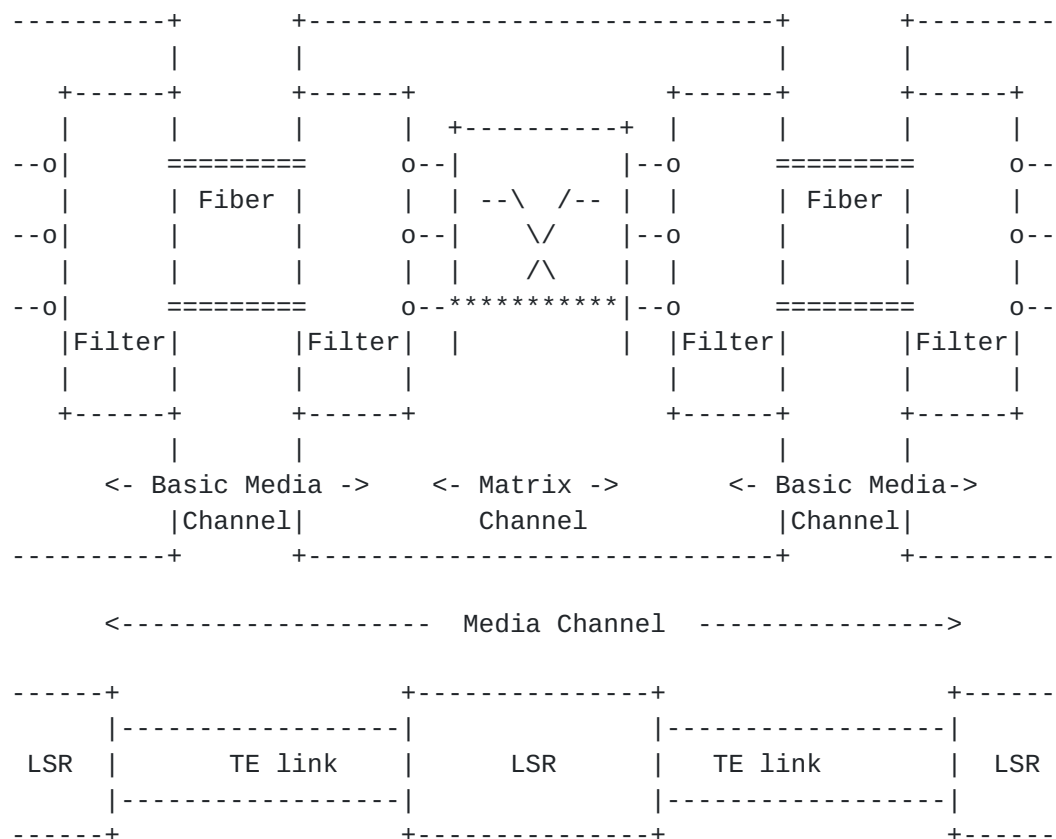 Fiber Fiber
Filter Filter Filter Filter
<- Basic Media -> <- Matrix -> <- Basic Media->
Channel Channel Channel
<-------------------- Media Channel ---------------->
LSR TE link LSR TE link LSR